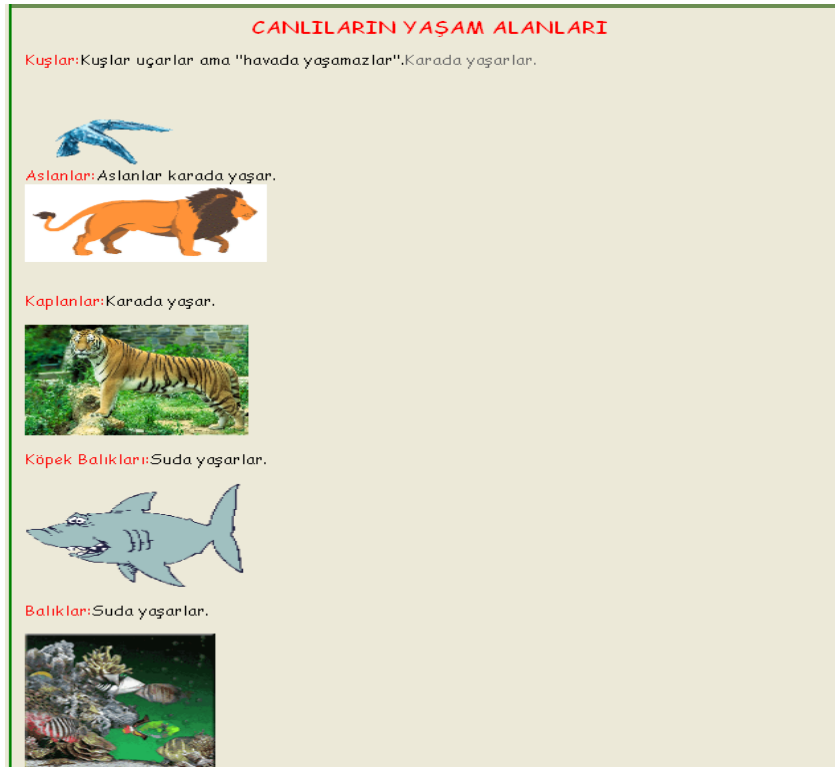 CANLILARIN YAŞAM ALANLARI
Kuşlar:Kuşlar uçarlar ama "havada yaşamazlar".Karada yaşarlar.
Aslanlar:Aslanlar karada yaşar.
Kaplanlar:Karada yaşar.
Köpek Balıkları:Suda yaşarlar.
Balıklar:Suda yaşarlar.